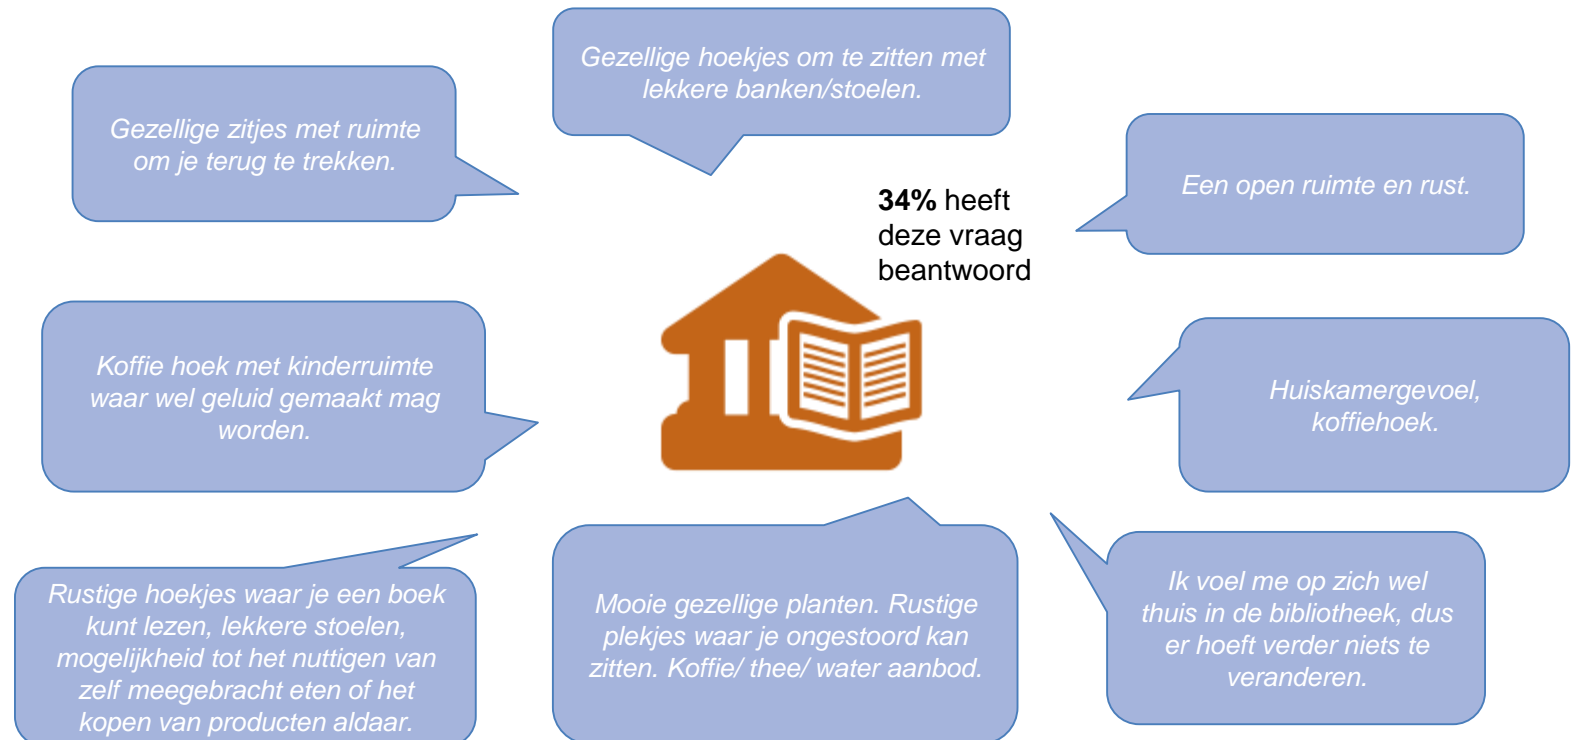 Gezellige hoekjes om te zitten met
lekkere banken/stoelen.
Gezellige zitjes met ruimte
om je terug te trekken.
Een open ruimte en rust.
34% heeft
deze vraag
beantwoord
Koffie hoek met kinderruimte
waar wel geluid gemaakt mag
worden.
Huiskamergevoel,
koffiehoek.
Rustige hoekjes waar je een boek
kunt lezen, lekkere stoelen,
mogelijkheid tot het nuttigen van
zelf meegebracht eten of het
kopen van producten aldaar.
Mooie gezellige planten. Rustige
plekjes waar je ongestoord kan
zitten. Koffie/ thee/ water aanbod.
Ik voel me op zich wel
thuis in de bibliotheek, dus
er hoeft verder niets te
veranderen.